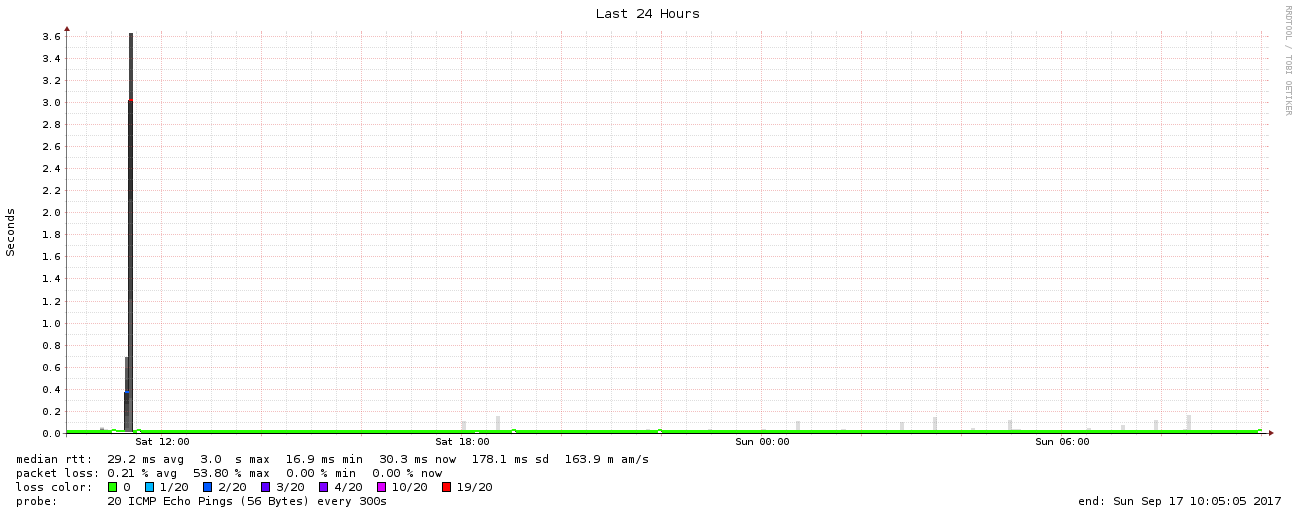 Last 24 Hours
RRDTOOL / TOBI OETIKER
Seconds
3.6
3.4
3.2
3.0
2.8
2.6
2.4
2.2
2.0
1.8
1.6
1.4
1.2
1.0
0.8
0.6
0.4
0.2
0.0
Sat 12:00 Sat 18:00 Sun 00:00 Sun 06:00
median rtt: 29.2 ms avg 3.0 s max 16.9 ms min 30.3 ms now 178.1 ms sd 163.9 m am/s
packet loss: 0.21 % avg 53.80 % max 0.00 % min 0.00 % now
loss color: 0 1/20 2/20 3/20 4/20 10/20 19/20
probe: 20 ICMP Echo Pings (56 Bytes) every 300s end: Sun Sep 17 10:05:05 2017